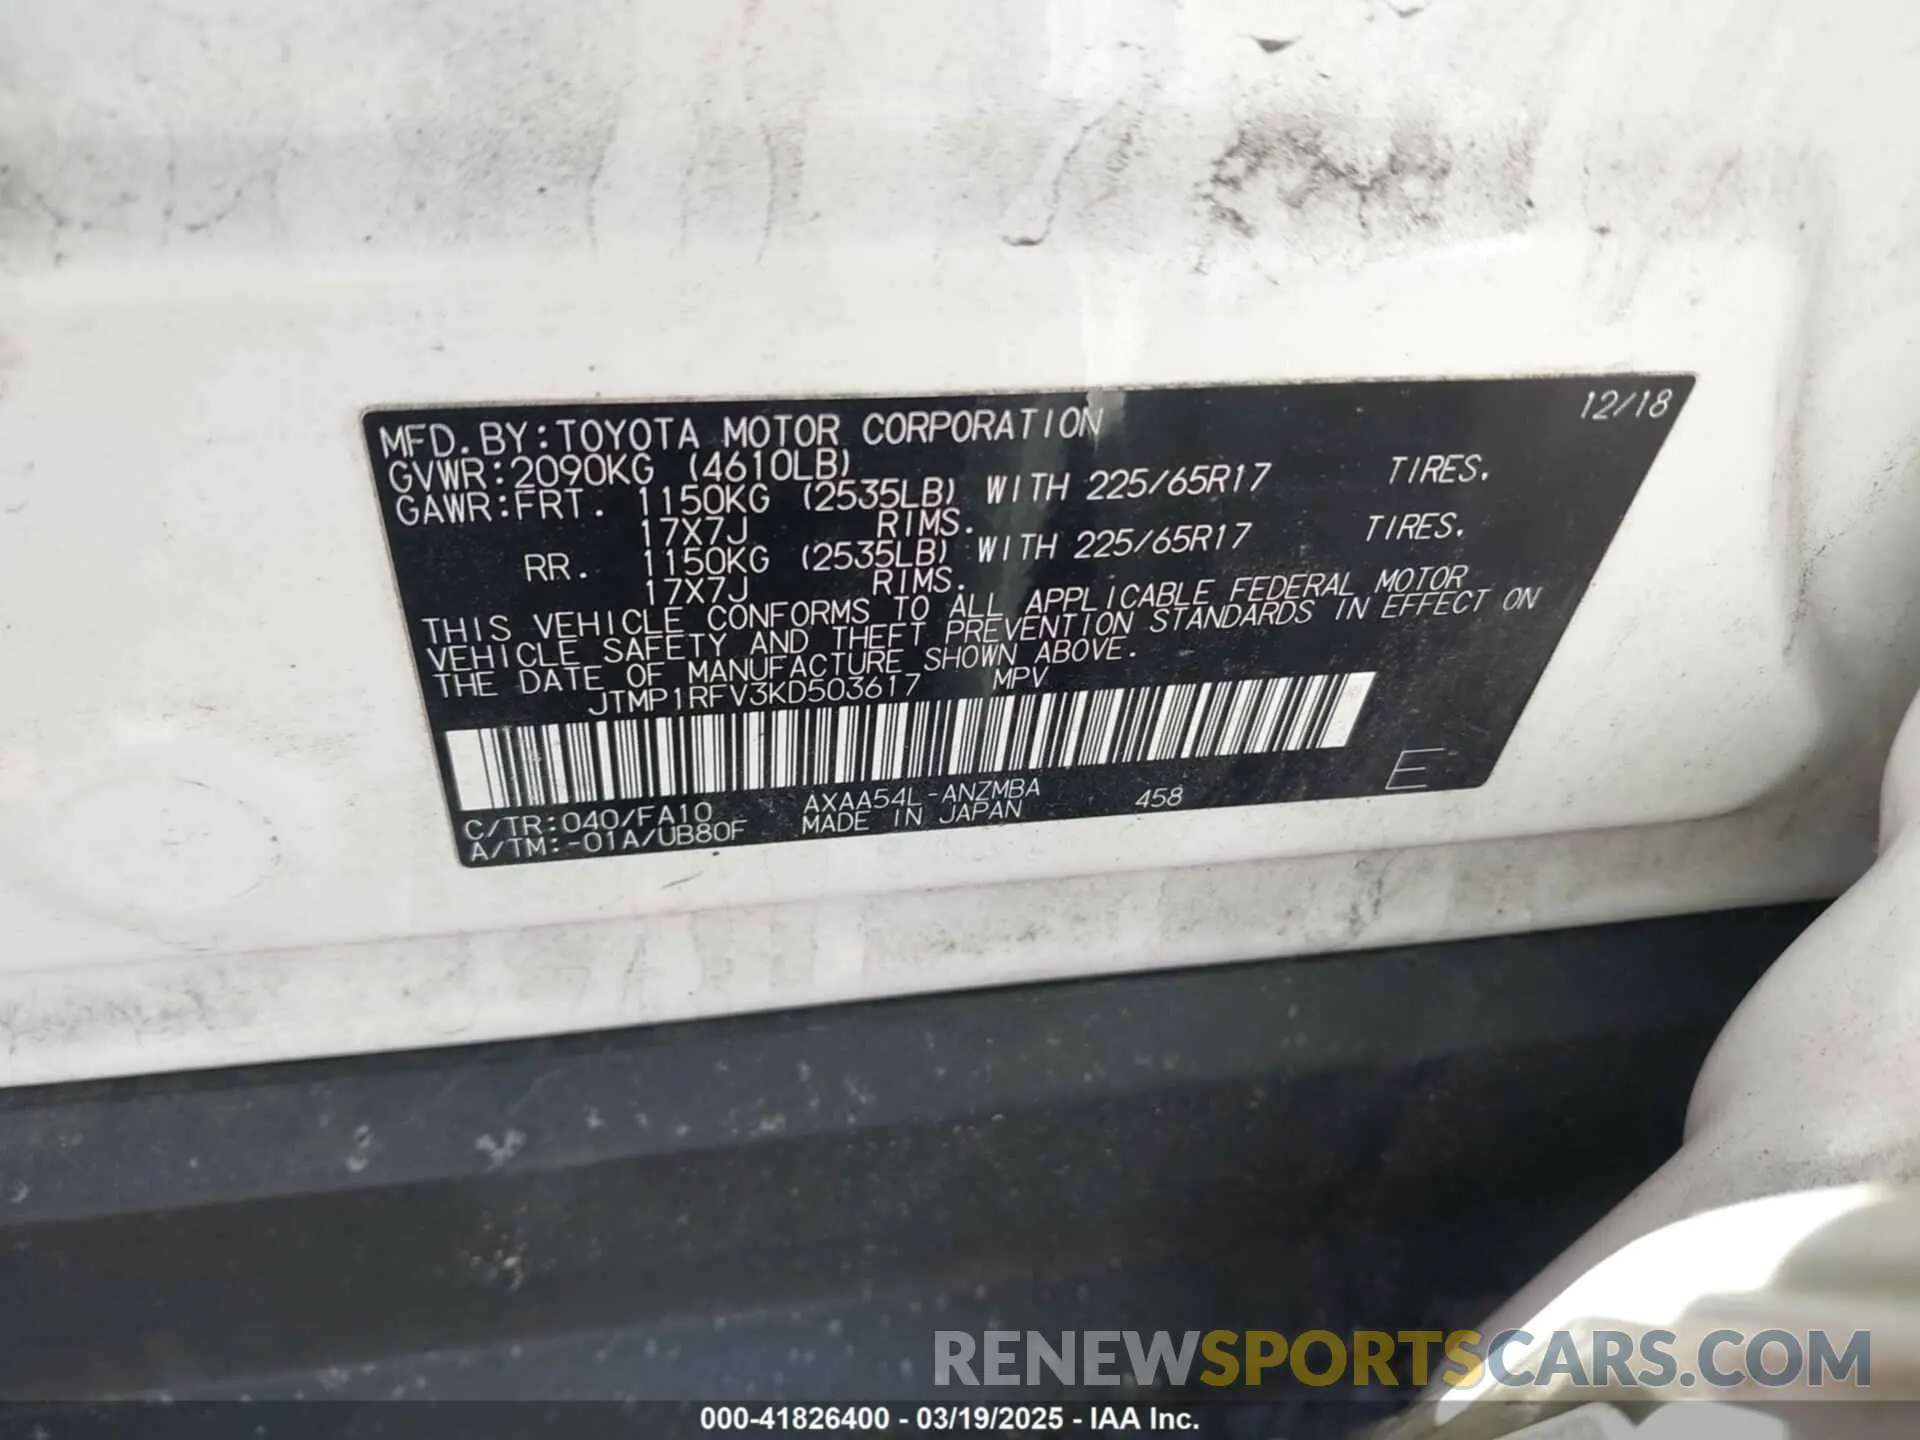 12/18
MFD.BY:TOYOTA MOTOR CORPORATION
GVWR:2090KG (4610LB)
GAWR:FRT. 1150KG (2535LB) WITH 225/65R17 TIRES.
17X7J RIMS.
RR. 1150KG (2535LB) WITH 225/65R17 TIRES.
17X7J RIMS.
THIS VEHICLE CONFORMS TO ALL APPLICABLE FEDERAL MOTOR
VEHICLE SAFETY AND THEFT PREVENTION STANDARDS IN EFFECT ON
THE DATE OF MANUFACTURE SHOWN ABOVE.
JTMP1RFV3KD503617 MPV
E
C/TR:040/FA10 AXAA54L-ANZMBA 458
A/TM:-01A/UB80F MADE IN JAPAN
RENEWSPORTSCARS.COM
000-41826400 - 03/19/2025 - IAA Inc.